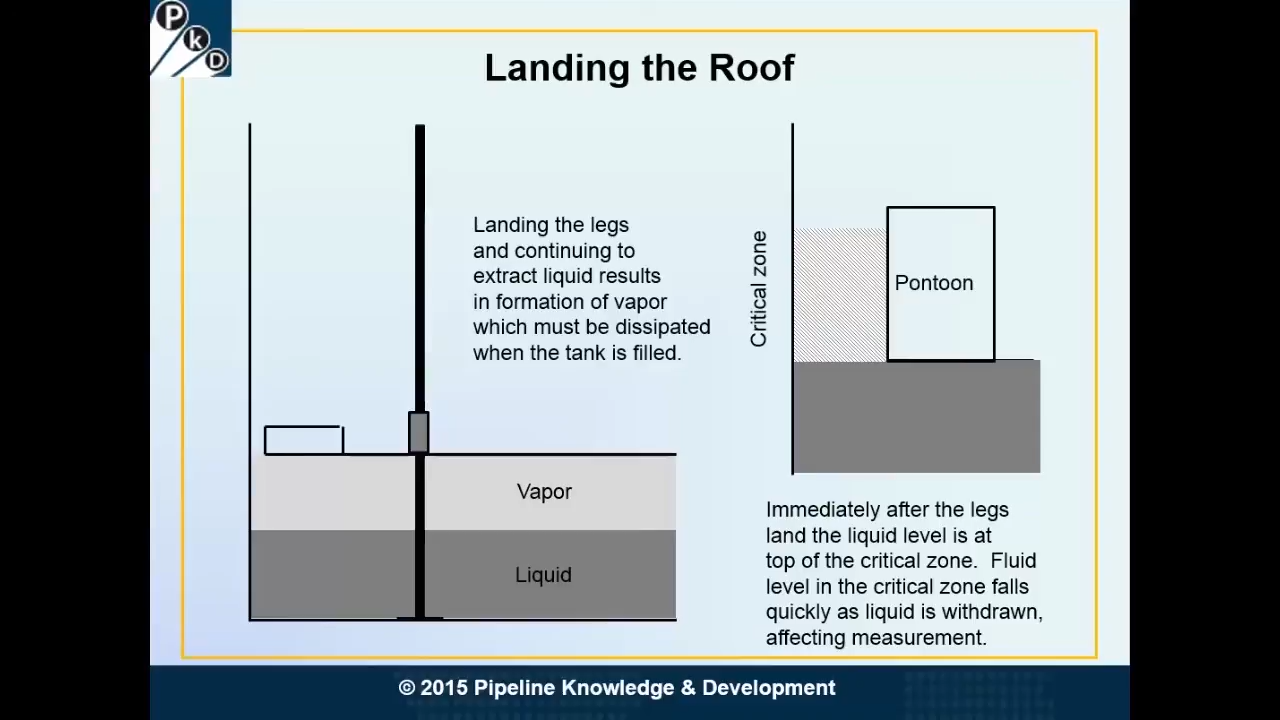 P
k
D
Landing the Roof
Landing the legs
and continuing to
extract liquid results
in formation of vapor
which must be dissipated
when the tank is filled.
Vapor
Liquid
Critical zone
Pontoon
Immediately after the legs
land the liquid level is at
top of the critical zone.  Fluid
level in the critical zone falls
quickly as liquid is withdrawn,
affecting measurement.
© 2015 Pipeline Knowledge & Development